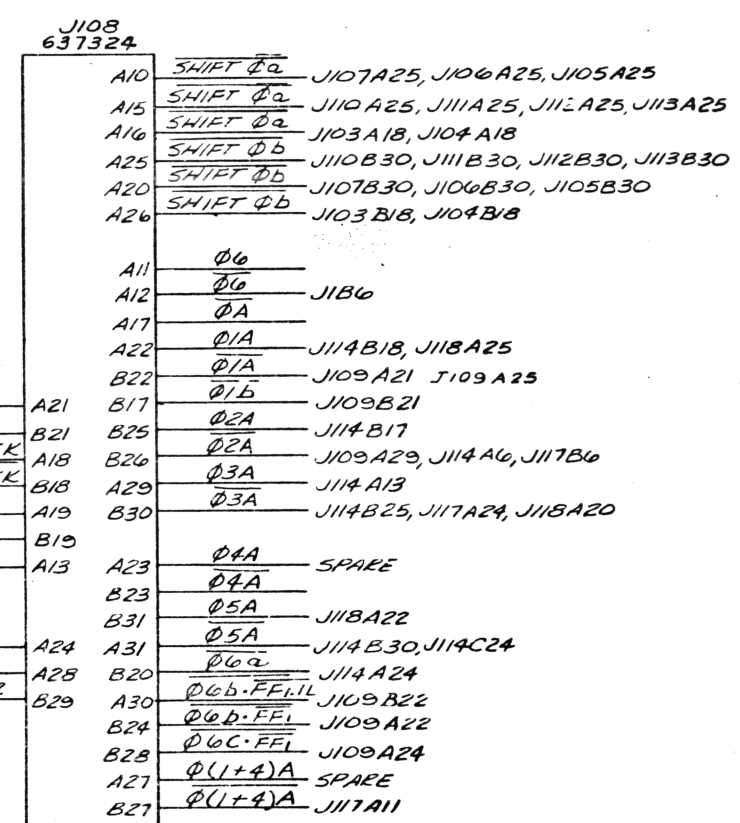 J108
637324
A10 SHIFT Φa J107A25, J106A25, J105A25
A15 SHIFT Φa J110A25, J111A25, J112A25, J113A25
A16 SHIFT Φa J103A18, J104A18
A25 SHIFT Φb J110B30, J111B30, J112B30, J113B30
A20 SHIFT Φb J107B30, J106B30, J105B30
A26 SHIFT Φb J103B18, J104B18
A11 Φ6
A12 Φ6 J1B6
A17 ΦA
A22 Φ1A J114B18, J118A25
B22 Φ1A J109A21 J109A25
A21 B17 Φ1b J109B21
B21 B25 Φ2A J114B17
K A18 B26 Φ2A J109A29, J114A6, J117B6
K B18 A29 Φ3A J114A13
A19 B30 Φ3A J114B25, J117A24, J118A20
B19
A13 A23 Φ4A SPARE
B23 Φ4A
B31 Φ5A J118A22
A24 A31 Φ5A J114B30, J114C24
A28 B20 Φ6a J114A24
B29 A30 Φ6b·FF1.1L J109B22
B24 Φ6b·FF1 J109A22
B28 Φ6C·FF1 J109A24
A27 Φ(1+4)A SPARE
B27 Φ(1+4)A J117A11